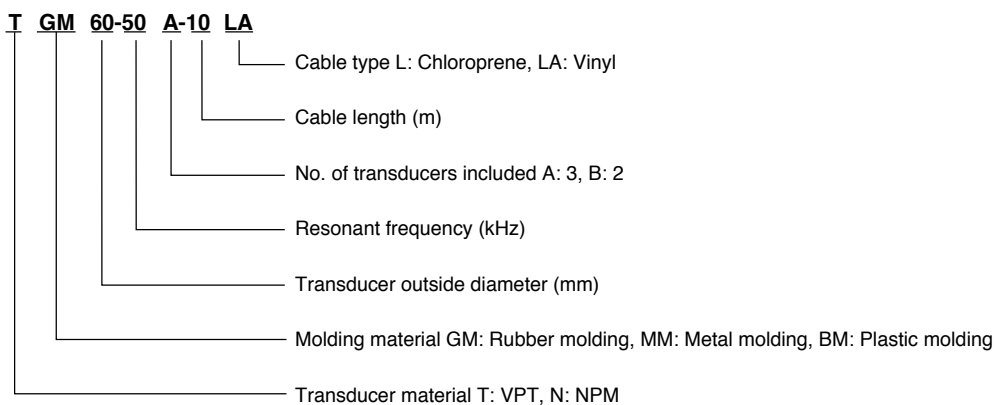 T GM 60-50 A-10 LA
Cable type L: Chloroprene, LA: Vinyl
Cable length (m)
No. of transducers included A: 3, B: 2
Resonant frequency (kHz)
Transducer outside diameter (mm)
Molding material GM: Rubber molding, MM: Metal molding, BM: Plastic molding
Transducer material T: VPT, N: NPM